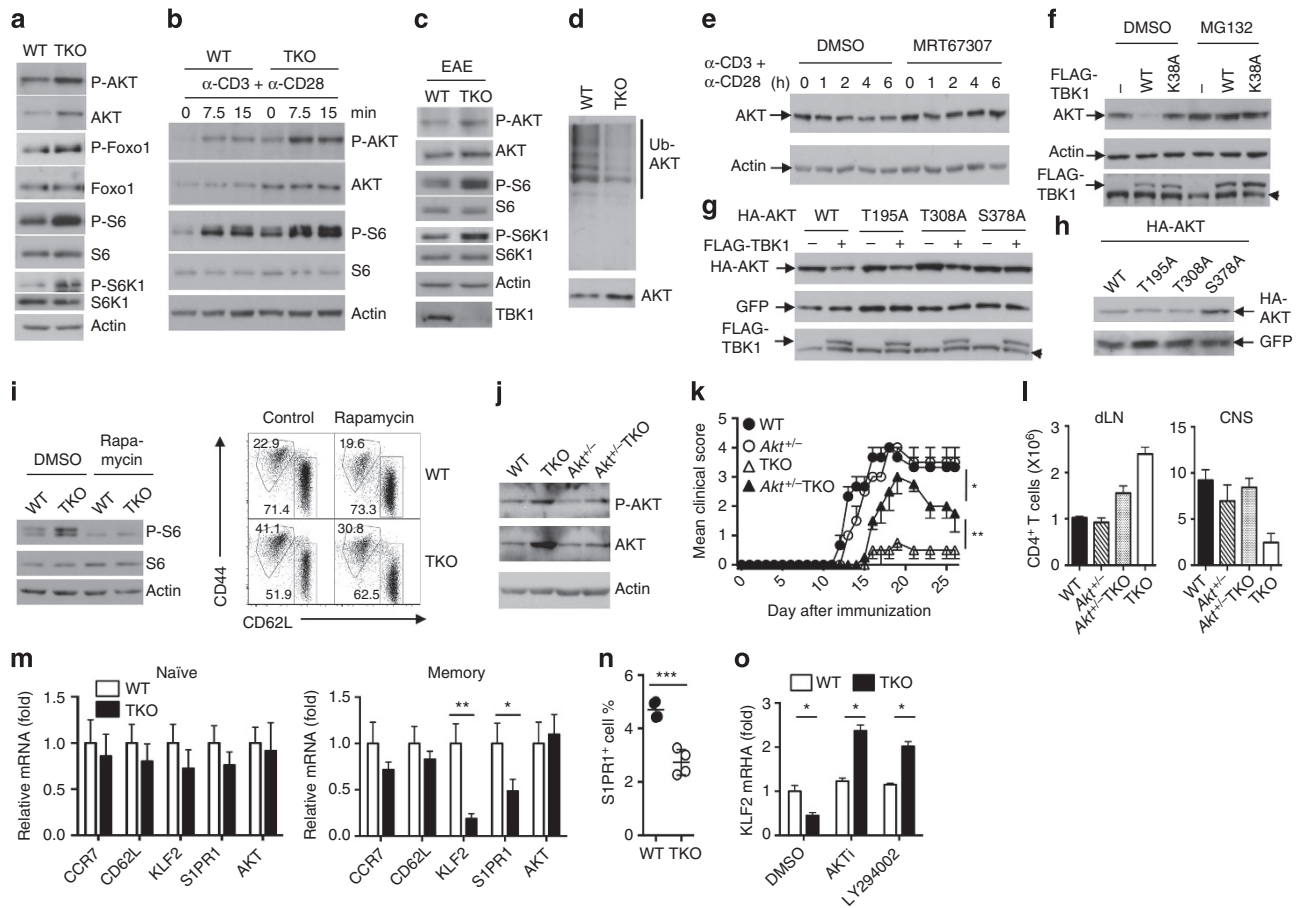 a
WT TKO
P-AKT
AKT
P-Foxo1
Foxo1
P-S6
S6
P-S6K1
S6K1
Actin
b
WT TKO
α-CD3 + α-CD28
0 7.5 15 0 7.5 15 min
P-AKT
AKT
P-S6
S6
Actin
c
EAE
WT TKO
P-AKT
AKT
P-S6
S6
P-S6K1
S6K1
Actin
TBK1
d
WT TKO
Ub-
AKT
AKT
e
DMSO MRT67307
α-CD3 +
α-CD28 (h) 0 1 2 4 6 0 1 2 4 6
AKT
Actin
f
DMSO MG132
FLAG-
TBK1 – WT K38A – WT K38A
AKT
Actin
FLAG-
TBK1
g
HA-AKT WT T195A T308A S378A
FLAG-TBK1 – + – + – + – +
HA-AKT
GFP
FLAG-
TBK1
h
HA-AKT
WT T195A T308A S378A
HA-
AKT
GFP
i
DMSO Rapa-
mycin
WT TKO WT TKO
P-S6
S6
Actin
Control Rapamycin
22.9 19.6
71.4 73.3
WT
41.1 30.8
51.9 62.5
TKO
CD44
CD62L
j
WT TKO Akt+/– Akt+/–TKO
P-AKT
AKT
Actin
k
WT
Akt+/–
TKO
Akt+/–TKO
Mean clinical score
5
4
3
2
1
0
*
**
0 5 10 15 20 25
Day after immunization
l
dLN CNS
CD4+ T cells (X10⁶)
3
2
1
0
15
10
5
0
WT Akt+/– Akt+/–TKO TKO
WT Akt+/– Akt+/–TKO TKO
m
Naïve
WT
TKO
Relative mRNA (fold)
1.5
1.0
0.5
0.0
CCR7 CD62L KLF2 S1PR1 AKT
Memory
Relative mRNA (fold)
1.5
1.0
0.5
0
** *
CCR7 CD62L KLF2 S1PR1 AKT
n
***
S1PR1+ cell %
6
4
2
0
WT TKO
o
WT TKO
KLF2 mRHA (fold)
3
2
1
0
* * *
DMSO AKTi LY294002